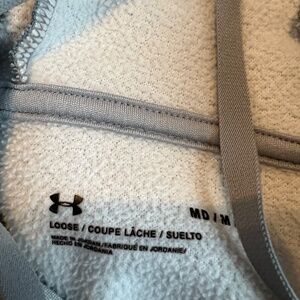 MD / M
LOOSE / COUPE LÂCHE / SUELTO
MADE IN JORDAN/FABRIQUÉ EN JORDANIE/
HECHO EN JORDANIA